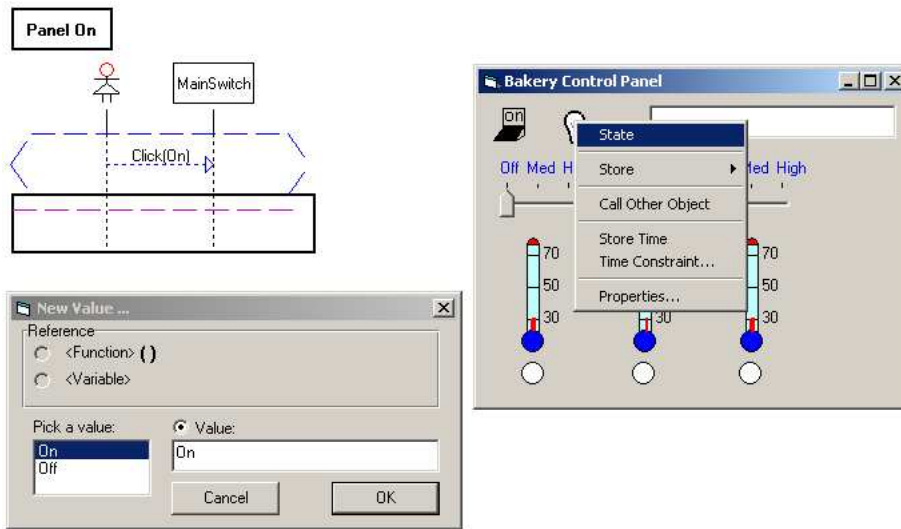 Panel On
MainSwitch
Click(On)
Bakery Control Panel
on
State
Off Med H
Store
Med High
Call Other Object
Store Time
Time Constraint...
Properties...
70 70
50 50
30 30 30
New Value ...
Reference
<Function> ( )
<Variable>
Pick a value:
Value:
On
Off
On
Cancel
OK